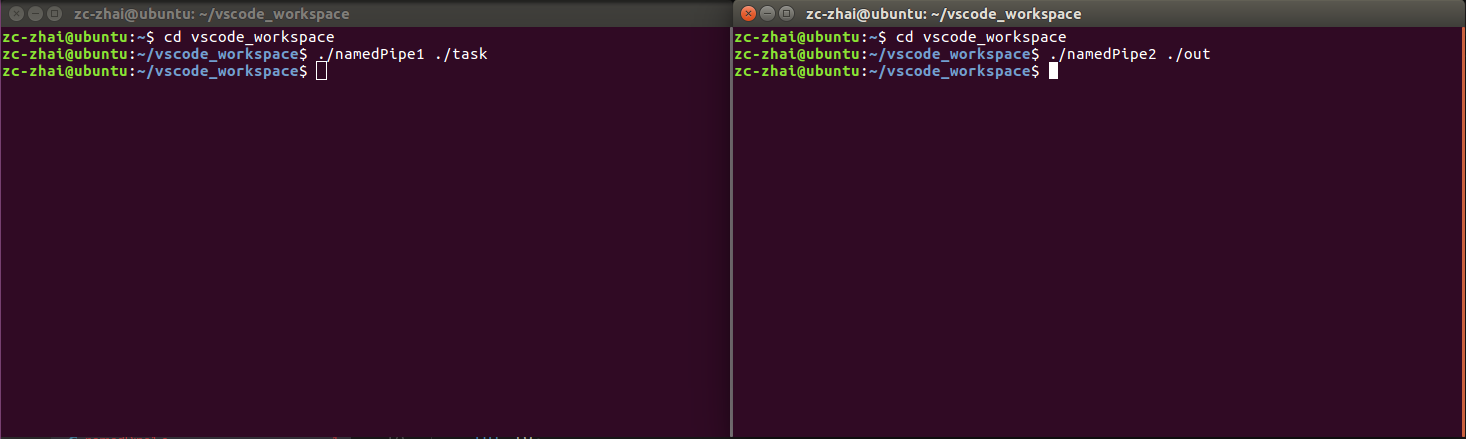 zc-zhai@ubuntu: ~/vscode_workspace
zc-zhai@ubuntu:~$ cd vscode_workspace
zc-zhai@ubuntu:~/vscode_workspace$ ./namedPipe1 ./task
zc-zhai@ubuntu:~/vscode_workspace$
zc-zhai@ubuntu: ~/vscode_workspace
zc-zhai@ubuntu:~$ cd vscode_workspace
zc-zhai@ubuntu:~/vscode_workspace$ ./namedPipe2 ./out
zc-zhai@ubuntu:~/vscode_workspace$